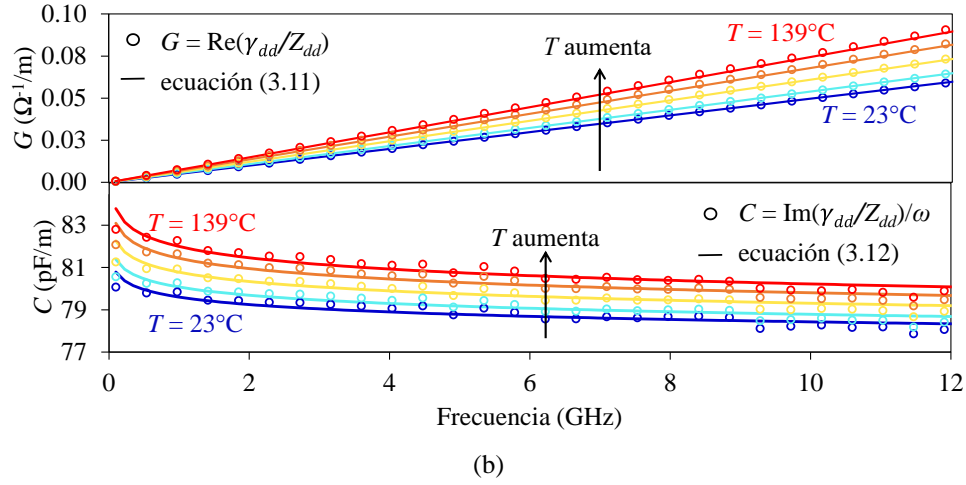 0.10
0.08
0.05
0.03
0.00
G (Ω⁻¹/m)
G = Re(γdd/Zdd)
ecuación (3.11)
T = 139°C
T aumenta
T = 23°C
83
81
79
77
C (pF/m)
T = 139°C
C = Im(γdd/Zdd)/ω
T aumenta
ecuación (3.12)
T = 23°C
0 2 4 6 8 10 12
Frecuencia (GHz)
(b)